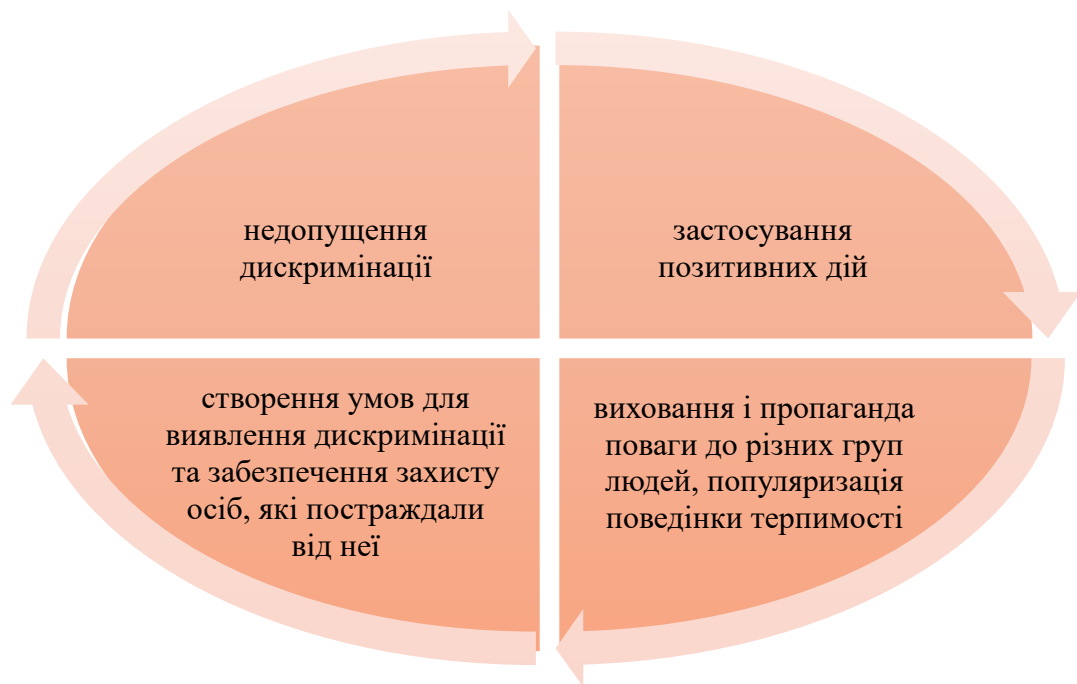 недопущення
дискримінації
застосування
позитивних дій
створення умов для
виявлення дискримінації
та забезпечення захисту
осіб, які постраждали
від неї
виховання і пропаганда
поваги до різних груп
людей, популяризація
поведінки терпимості